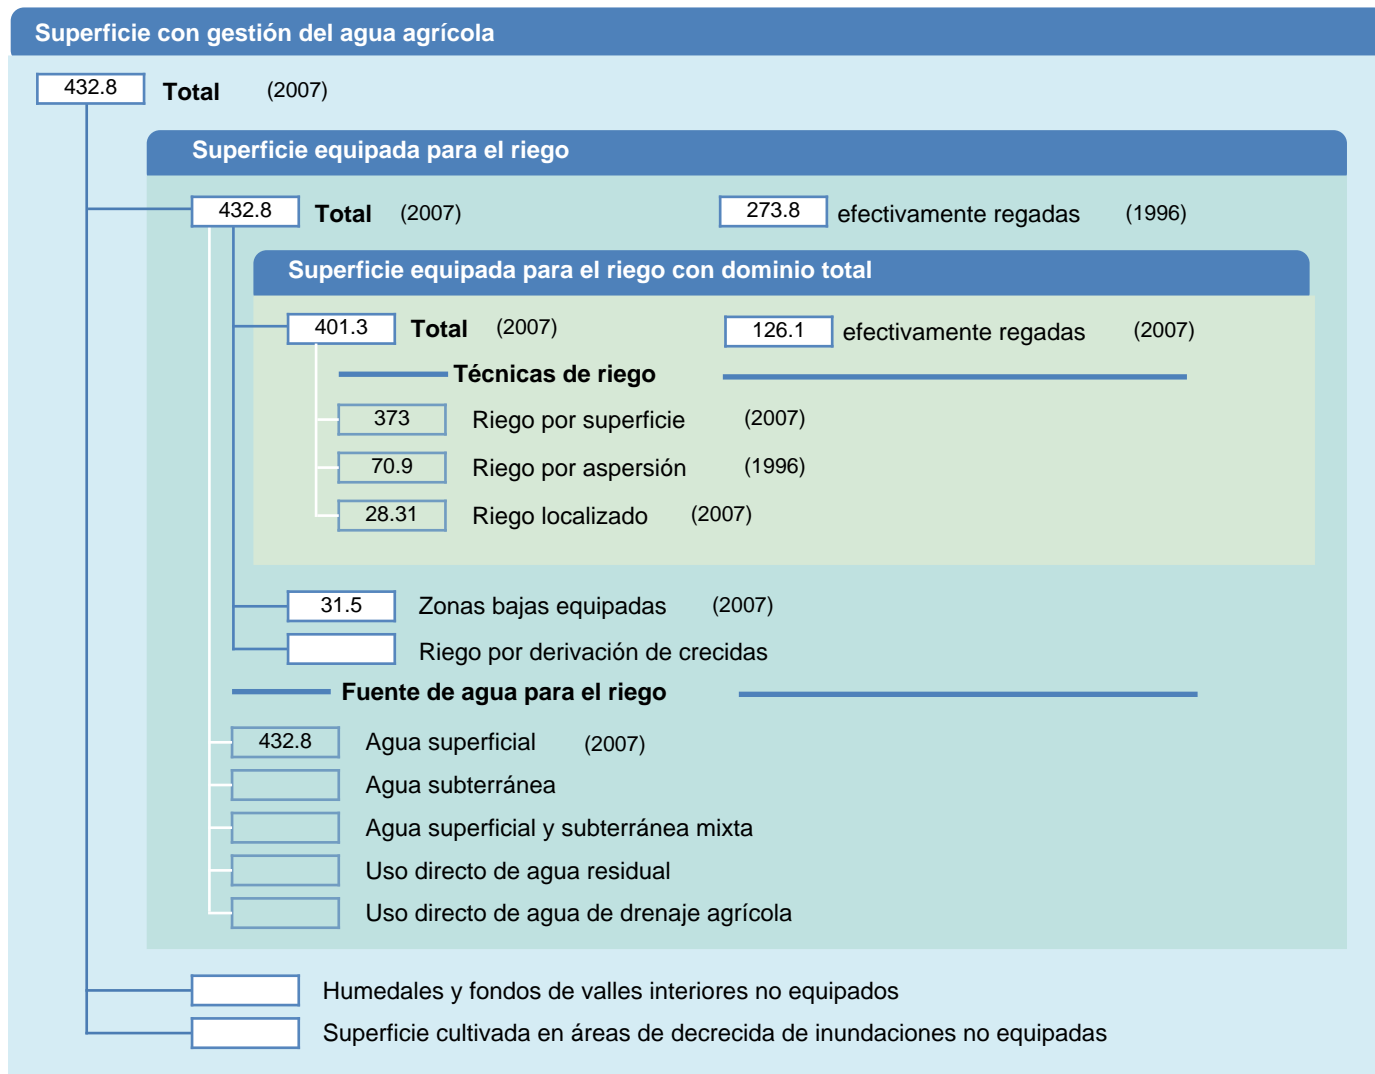 Superficie con gestión del agua agrícola
432.8 Total (2007)
Superficie equipada para el riego
432.8 Total (2007) 273.8 efectivamente regadas (1996)
Superficie equipada para el riego con dominio total
401.3 Total (2007) 126.1 efectivamente regadas (2007)
Técnicas de riego
373 Riego por superficie (2007)
70.9 Riego por aspersión (1996)
28.31 Riego localizado (2007)
31.5 Zonas bajas equipadas (2007)
Riego por derivación de crecidas
Fuente de agua para el riego
432.8 Agua superficial (2007)
Agua subterránea
Agua superficial y subterránea mixta
Uso directo de agua residual
Uso directo de agua de drenaje agrícola
Humedales y fondos de valles interiores no equipados
Superficie cultivada en áreas de decrecida de inundaciones no equipadas